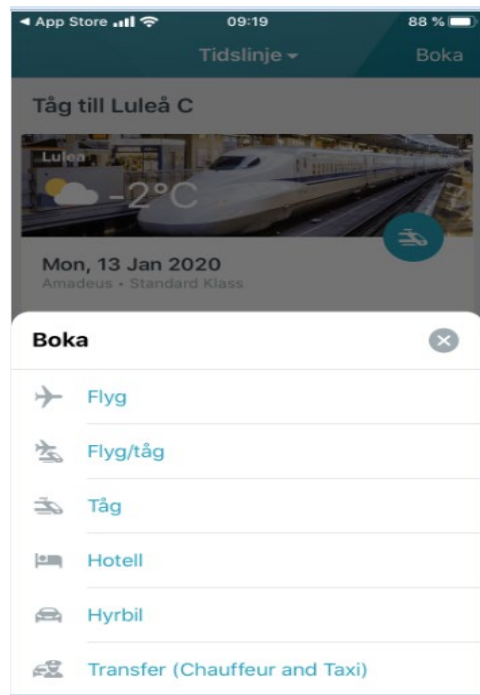 ◀ App Store 09:19 88 %
Tidslinje Boka
Tåg till Luleå C
Lulea
-2°C
Mon, 13 Jan 2020
Amadeus • Standard Klass
Boka
Flyg
Flyg/tåg
Tåg
Hotell
Hyrbil
Transfer (Chauffeur and Taxi)